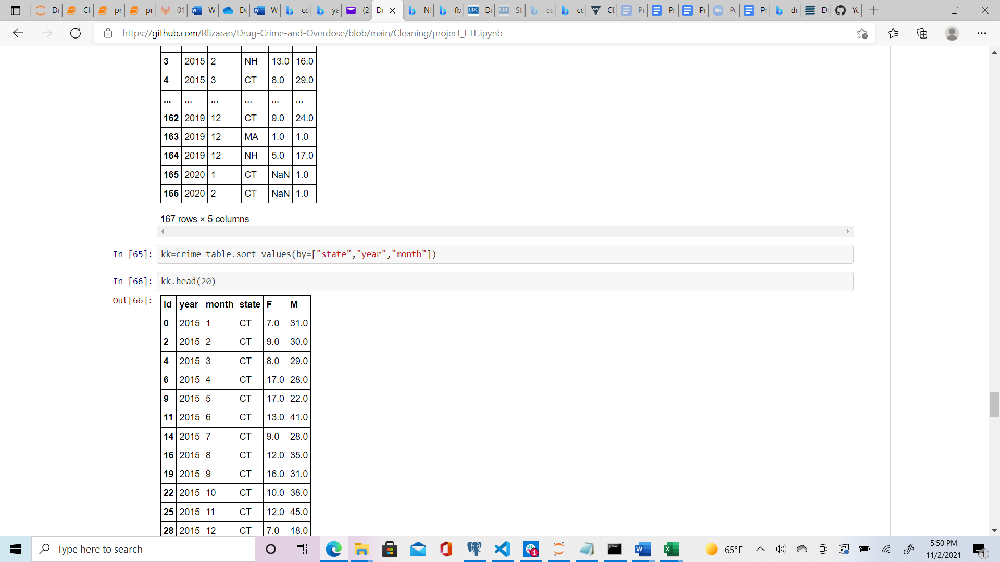 Dr Cl pr pr 01 W Dc W cc ya (2 Dr NI fb Dr St cc cc CI Pr Pr Pr Pc Pr dr Dr Yc
https://github.com/Rlizaran/Drug-Crime-and-Overdose/blob/main/Cleaning/project_ETL.ipynb
3 2015 2 NH 13.0 16.0
4 2015 3 CT 8.0 29.0
... ... ... ... ... ...
162 2019 12 CT 9.0 24.0
163 2019 12 MA 1.0 1.0
164 2019 12 NH 5.0 17.0
165 2020 1 CT NaN 1.0
166 2020 2 CT NaN 1.0
167 rows × 5 columns
In [65]: kk=crime_table.sort_values(by=["state","year","month"])
In [66]: kk.head(20)
Out[66]:
id year month state F M
0 2015 1 CT 7.0 31.0
2 2015 2 CT 9.0 30.0
4 2015 3 CT 8.0 29.0
6 2015 4 CT 17.0 28.0
9 2015 5 CT 17.0 22.0
11 2015 6 CT 13.0 41.0
14 2015 7 CT 9.0 28.0
16 2015 8 CT 12.0 35.0
19 2015 9 CT 16.0 31.0
22 2015 10 CT 10.0 38.0
25 2015 11 CT 12.0 45.0
28 2015 12 CT 7.0 18.0
Type here to search
1
65°F
5:50 PM
11/2/2021
1